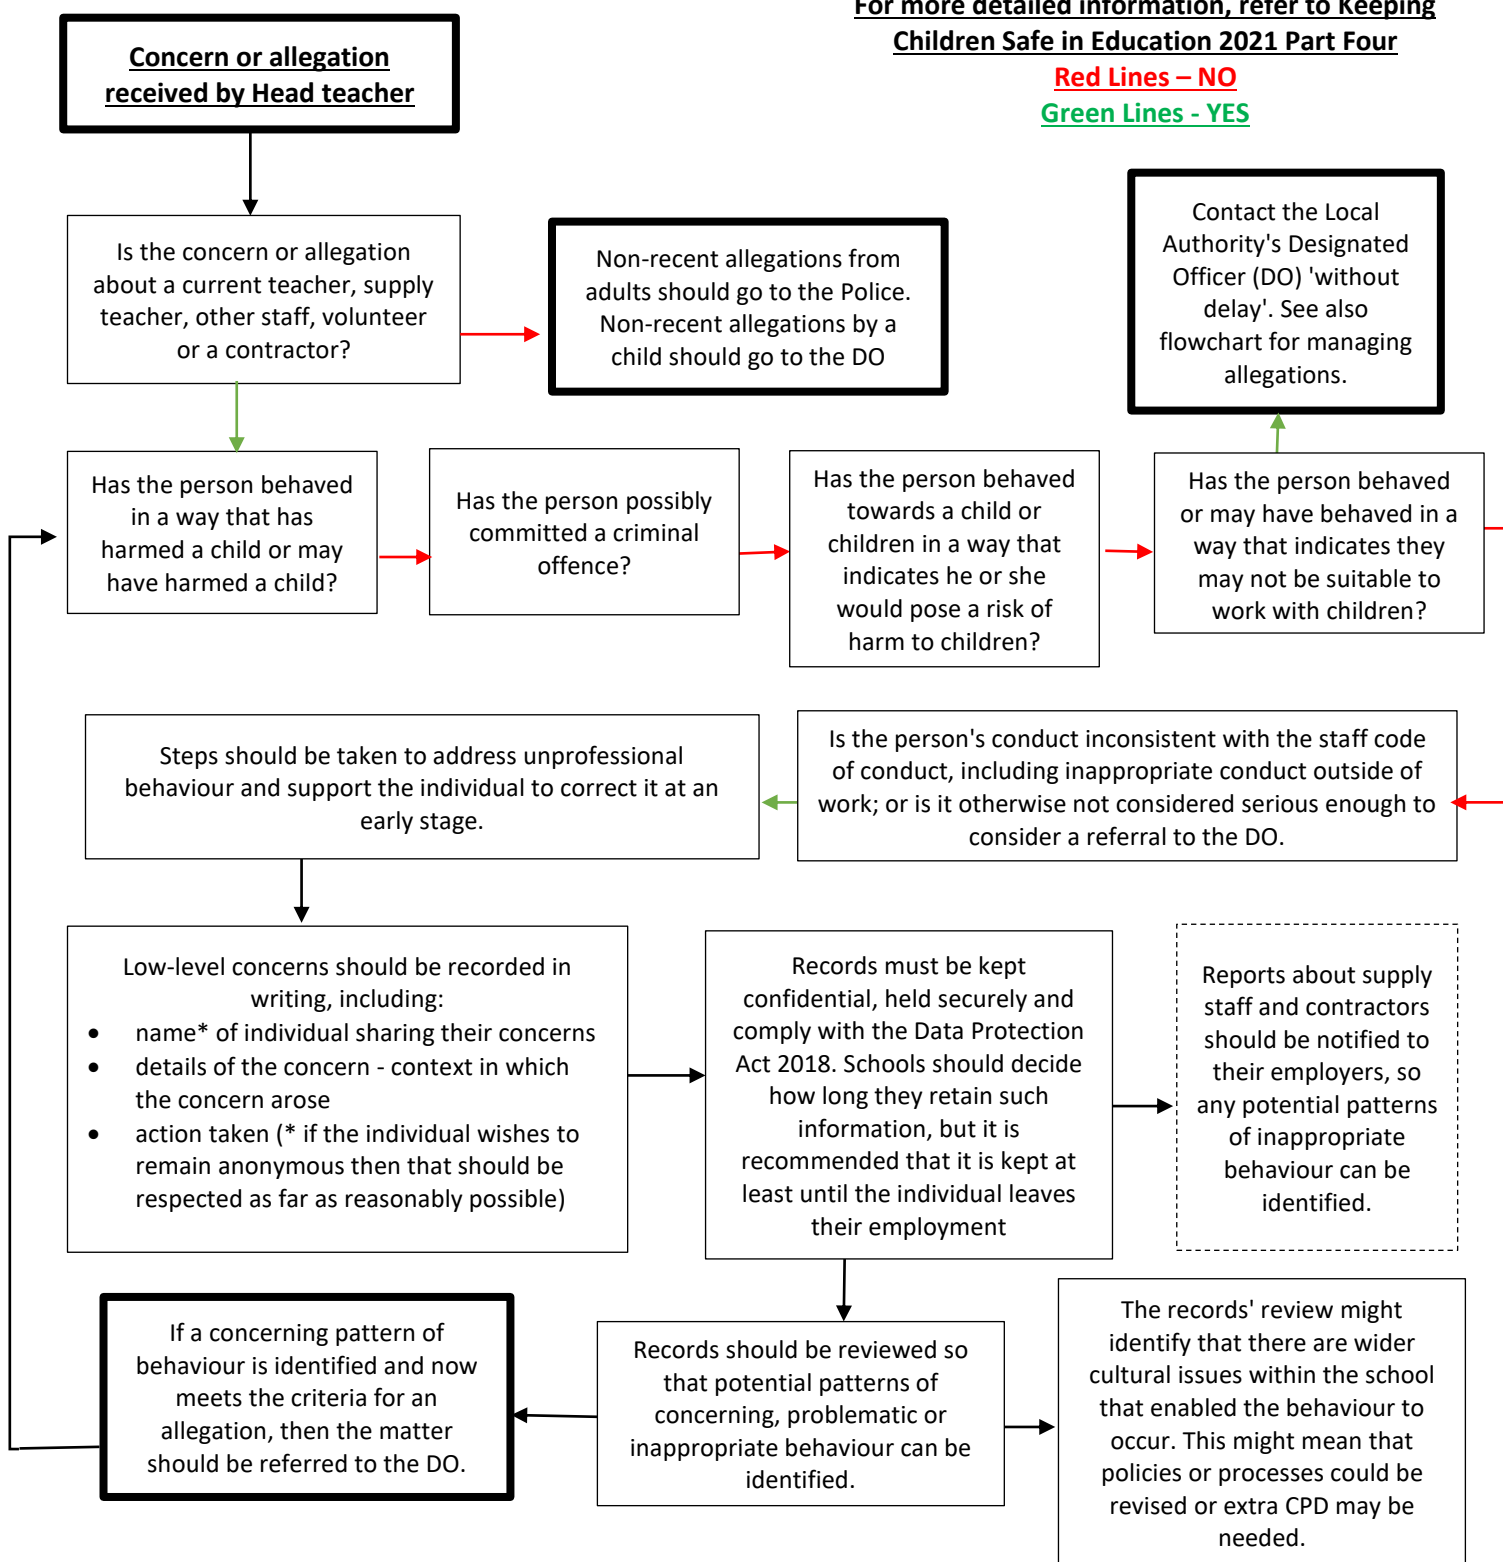 For more detailed information, refer to Keeping
Children Safe in Education 2021 Part Four
Red Lines – NO
Green Lines - YES
Concern or allegation
received by Head teacher
Is the concern or allegation
about a current teacher, supply
teacher, other staff, volunteer
or a contractor?
Non-recent allegations from
adults should go to the Police.
Non-recent allegations by a
child should go to the DO
Contact the Local
Authority's Designated
Officer (DO) 'without
delay'. See also
flowchart for managing
allegations.
Has the person behaved
in a way that has
harmed a child or may
have harmed a child?
Has the person possibly
committed a criminal
offence?
Has the person behaved
towards a child or
children in a way that
indicates he or she
would pose a risk of
harm to children?
Has the person behaved
or may have behaved in a
way that indicates they
may not be suitable to
work with children?
Is the person's conduct inconsistent with the staff code
of conduct, including inappropriate conduct outside of
work; or is it otherwise not considered serious enough to
consider a referral to the DO.
Steps should be taken to address unprofessional
behaviour and support the individual to correct it at an
early stage.
Low-level concerns should be recorded in
writing, including:
• name* of individual sharing their concerns
• details of the concern - context in which
the concern arose
• action taken (* if the individual wishes to
remain anonymous then that should be
respected as far as reasonably possible)
Records must be kept
confidential, held securely and
comply with the Data Protection
Act 2018. Schools should decide
how long they retain such
information, but it is
recommended that it is kept at
least until the individual leaves
their employment
Reports about supply
staff and contractors
should be notified to
their employers, so
any potential patterns
of inappropriate
behaviour can be
identified.
If a concerning pattern of
behaviour is identified and now
meets the criteria for an
allegation, then the matter
should be referred to the DO.
Records should be reviewed so
that potential patterns of
concerning, problematic or
inappropriate behaviour can be
identified.
The records' review might
identify that there are wider
cultural issues within the school
that enabled the behaviour to
occur. This might mean that
policies or processes could be
revised or extra CPD may be
needed.